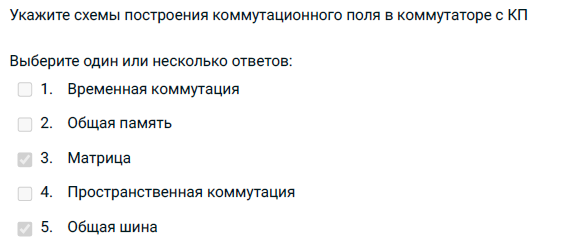 Укажите схемы построения коммутационного поля в коммутаторе с КП
Выберите один или несколько ответов:
1. Временная коммутация
2. Общая память
3. Матрица
4. Пространственная коммутация
5. Общая шина